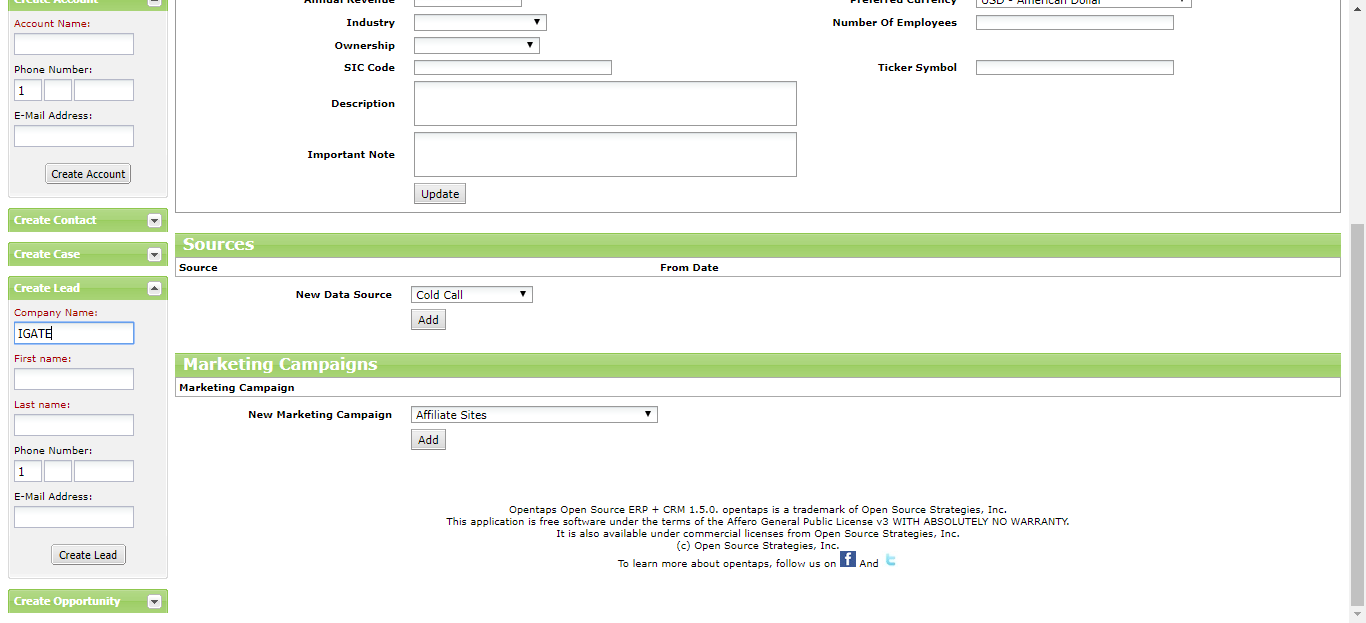 Create Account
Account Name:
Phone Number:
1
E-Mail Address:
Create Account
Create Contact
Create Case
Create Lead
Company Name:
IGATE
First name:
Last name:
Phone Number:
1
E-Mail Address:
Create Lead
Create Opportunity
Annual Revenue Preferred Currency USD - American Dollar
Industry Number Of Employees
Ownership
SIC Code Ticker Symbol
Description
Important Note
Update
Sources
Source From Date
New Data Source Cold Call
Add
Marketing Campaigns
Marketing Campaign
New Marketing Campaign Affiliate Sites
Add
Opentaps Open Source ERP + CRM 1.5.0. opentaps is a trademark of Open Source Strategies, Inc.
This application is free software under the terms of the Affero General Public License v3 WITH ABSOLUTELY NO WARRANTY.
It is also available under commercial licenses from Open Source Strategies, Inc.
(c) Open Source Strategies, Inc.
To learn more about opentaps, follow us on f And t